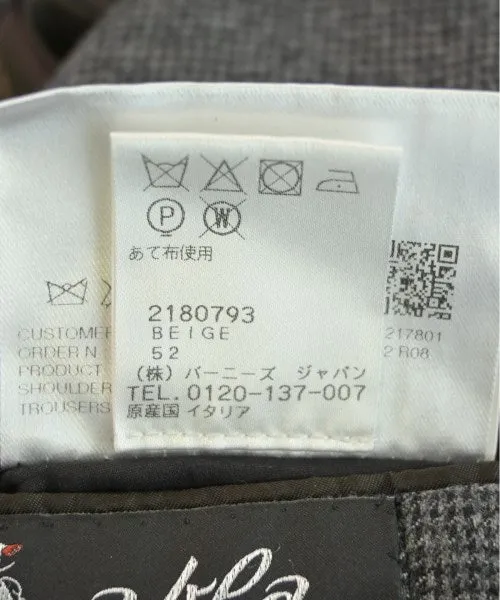 P
W
あて布使用
2180793
BEIGE
52
(株) バーニーズ ジャパン
TEL.0120-137-007
原産国 イタリア
CUSTOMER
ORDER N
PRODUCT
SHOULDER
TROUSERS
217801
2 R08